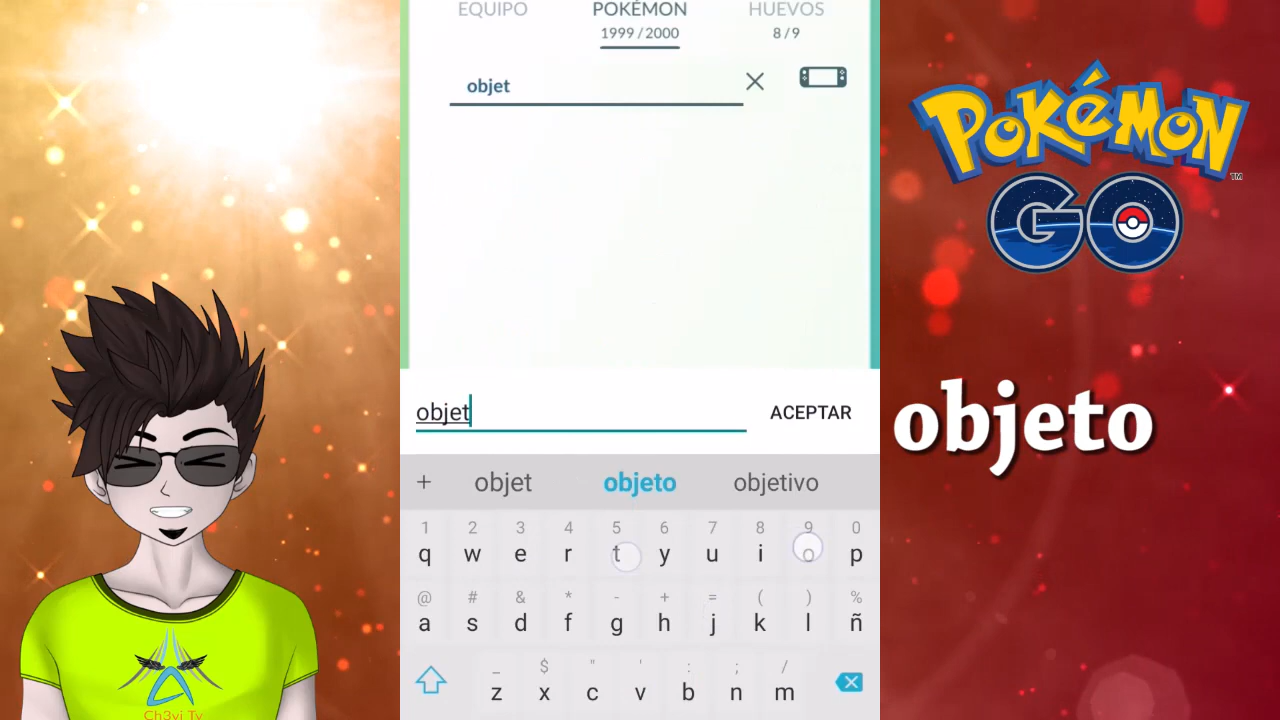 EQUIPO
POKÉMON
HUEVOS
1999 / 2000
8 / 9
objet
POKÉMON
TM
GO
objeto
objet
ACEPTAR
+ objet objeto objetivo
1 2 3 4 5 6 7 8 9 0
q w e r t y u i o p
@ # & * - + = ( ) %
a s d f g h j k l ñ
_ $ " ' : ; /
z x c v b n m
Ch3vi Tv